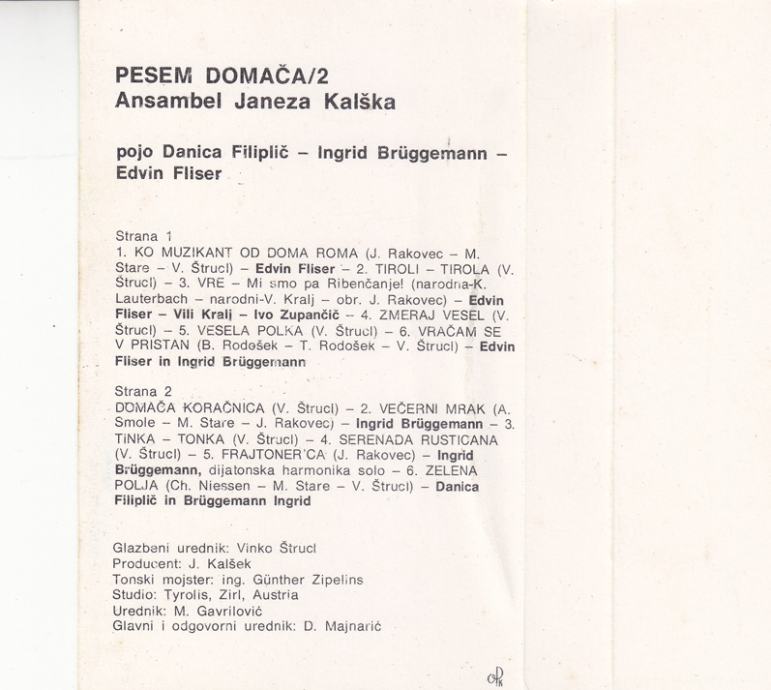 PESEM DOMAČA/2
Ansambel Janeza Kalška
pojo Danica Filiplič – Ingrid Brüggemann –
Edvin Fliser
Strana 1
1. KO MUZIKANT OD DOMA ROMA (J. Rakovec – M.
Stare – V. Štrucl) – Edvin Fliser – 2. TIROLI – TIROLA (V.
Štrucl) – 3. VRE – Mi smo pa Ribenčanje! (narodna-K.
Lauterbach – narodni-V. Kralj – obr. J. Rakovec) – Edvin
Fliser – Vili Kralj – Ivo Zupančič – 4. ZMERAJ VESEL (V.
Štrucl) – 5. VESELA POLKA (V. Štrucl) – 6. VRAČAM SE
V PRISTAN (B. Rodošek – T. Rodošek – V. Štrucl) – Edvin
Fliser in Ingrid Brüggemann
Strana 2
DOMAČA KORAČNICA (V. Štrucl) – 2. VEČERNI MRAK (A.
Smole – M. Stare – J. Rakovec) – Ingrid Brüggemann – 3.
TINKA – TONKA (V. Štrucl) – 4. SERENADA RUSTICANA
(V. Štrucl) – 5. FRAJTONER'CA (J. Rakovec) – Ingrid
Brüggemann, dijatonska harmonika solo – 6. ZELENA
POLJA (Ch. Niessen – M. Stare – V. Štrucl) – Danica
Filiplič in Brüggemann Ingrid
Glazbeni urednik: Vinko Štrucl
Producent: J. Kalšek
Tonski mojster: ing. Günther Zipelins
Studio: Tyrolis, Zirl, Austria
Urednik: M. Gavrilović
Glavni i odgovorni urednik: D. Majnarić